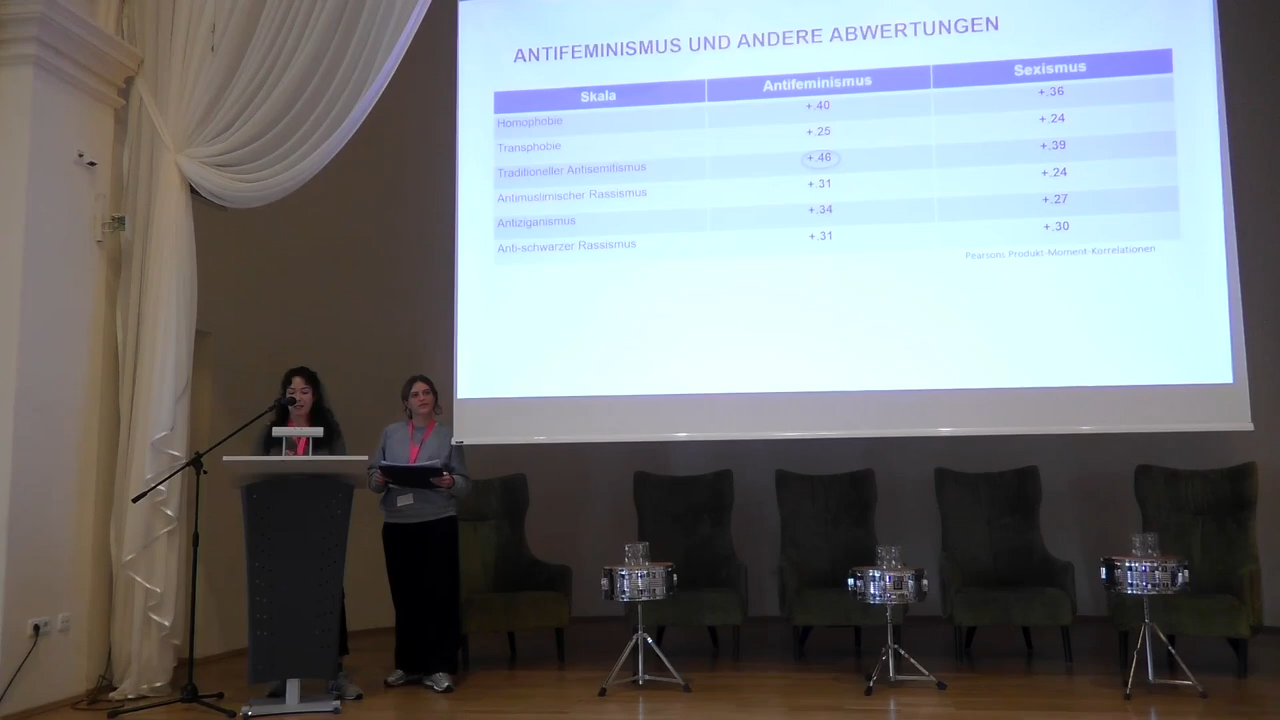 ANTIFEMINISMUS UND ANDERE ABWERTUNGEN
Skala Antifeminismus Sexismus
Homophobie +.40 +.36
Transphobie +.25 +.24
Traditioneller Antisemitismus +.46 +.39
Antimuslimischer Rassismus +.31 +.24
Antiziganismus +.34 +.27
Anti-schwarzer Rassismus +.31 +.30
Pearsons Produkt-Moment-Korrelationen